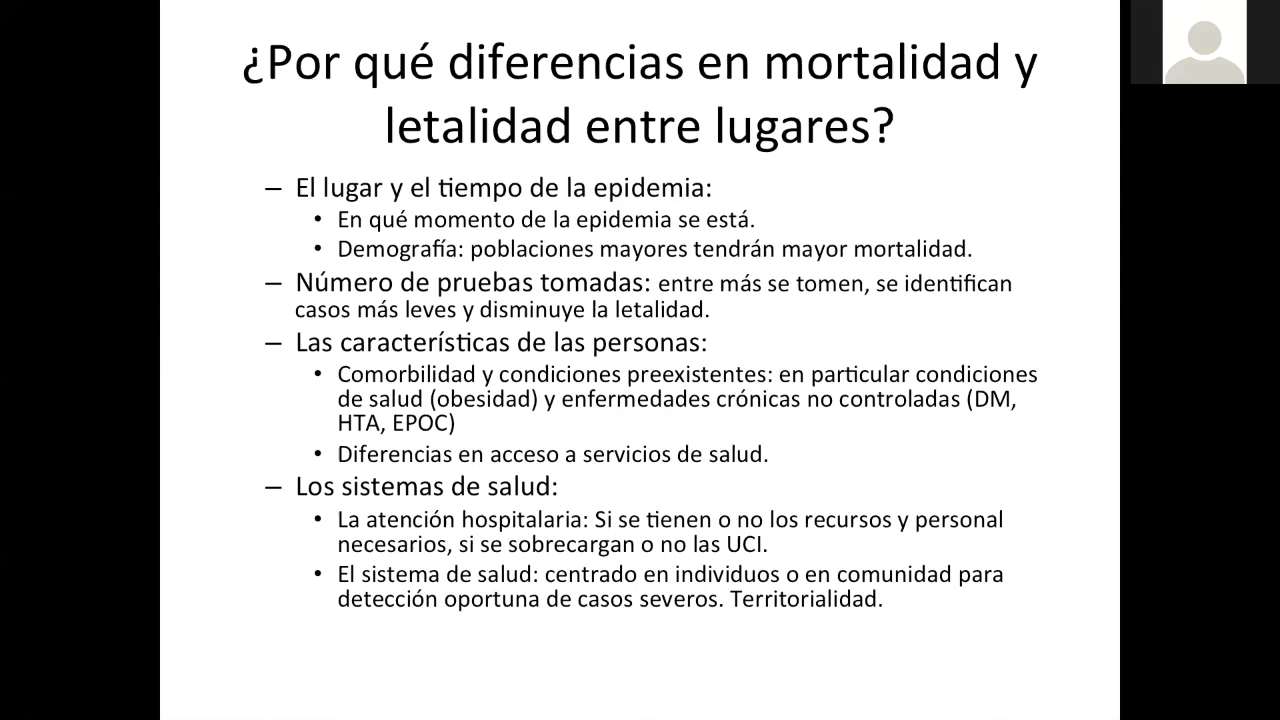 ¿Por qué diferencias en mortalidad y
letalidad entre lugares?
– El lugar y el tiempo de la epidemia:
• En qué momento de la epidemia se está.
• Demografía: poblaciones mayores tendrán mayor mortalidad.
– Número de pruebas tomadas: entre más se tomen, se identifican
casos más leves y disminuye la letalidad.
– Las características de las personas:
• Comorbilidad y condiciones preexistentes: en particular condiciones
de salud (obesidad) y enfermedades crónicas no controladas (DM,
HTA, EPOC)
• Diferencias en acceso a servicios de salud.
– Los sistemas de salud:
• La atención hospitalaria: Si se tienen o no los recursos y personal
necesarios, si se sobrecargan o no las UCI.
• El sistema de salud: centrado en individuos o en comunidad para
detección oportuna de casos severos. Territorialidad.